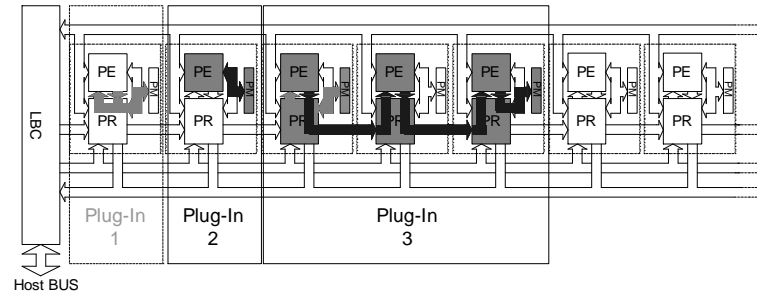 PE PM PE PM PE PM PE PM PE PM PE PM PE PM
LBC
PR PR PR PR PR PR PR
Plug-In Plug-In Plug-In
1 2 3
Host BUS